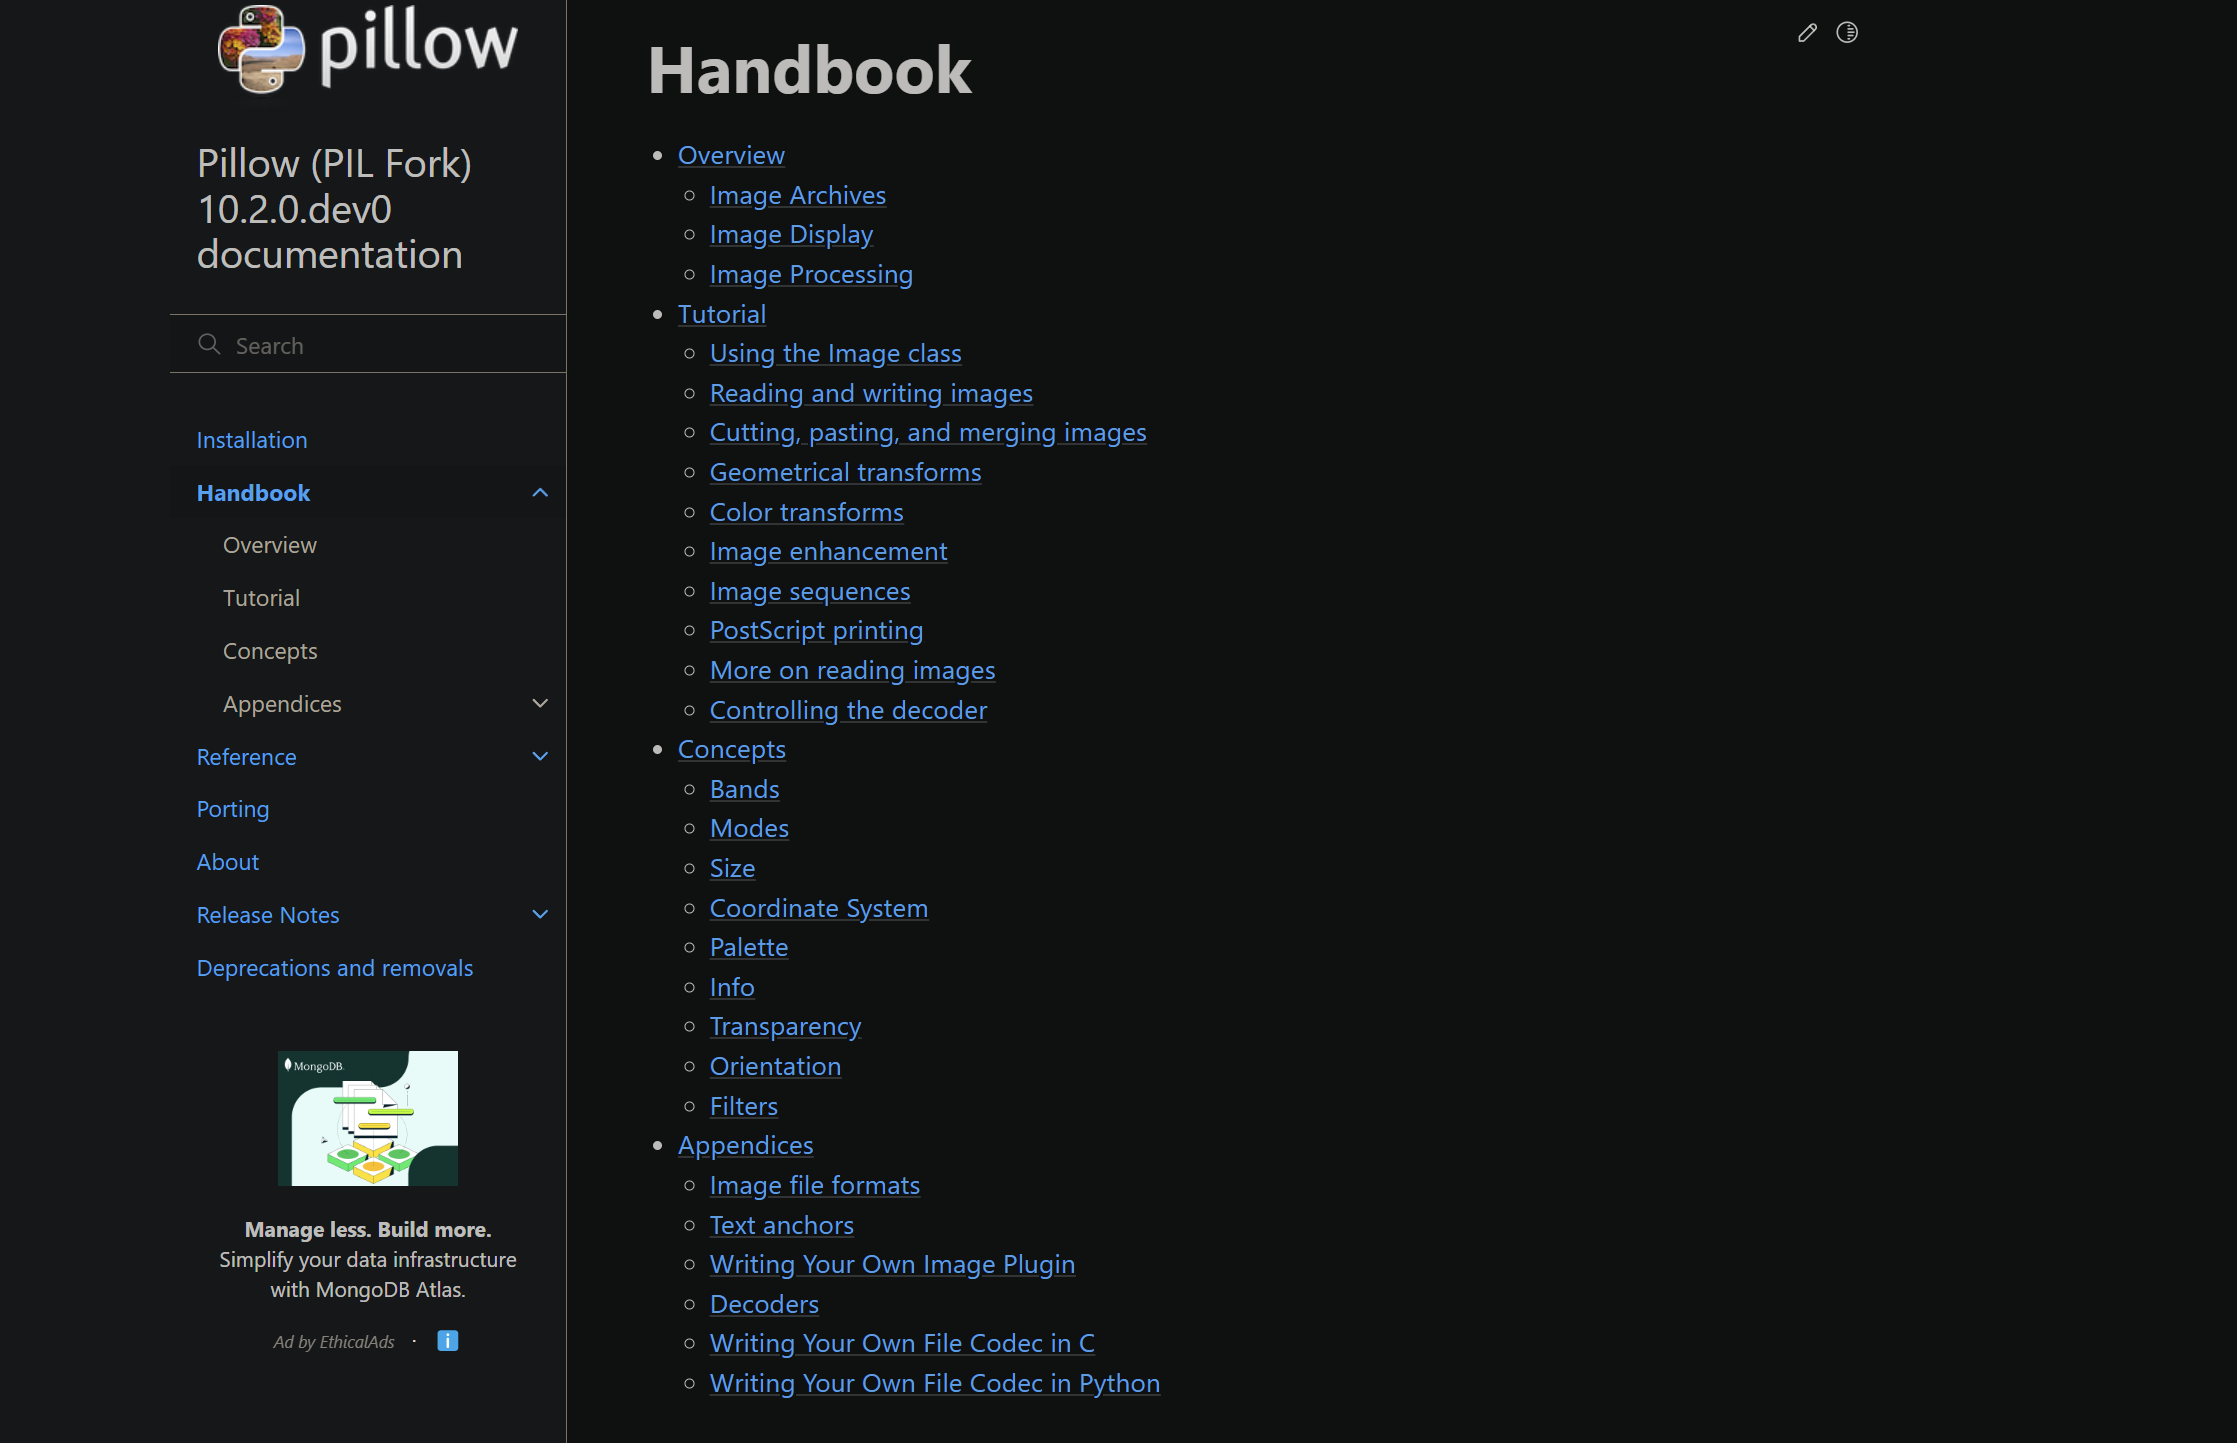 pillow
Pillow (PIL Fork)
10.2.0.dev0
documentation
Search
Installation
Handbook
Overview
Tutorial
Concepts
Appendices
Reference
Porting
About
Release Notes
Deprecations and removals
MongoDB.
Manage less. Build more.
Simplify your data infrastructure
with MongoDB Atlas.
Ad by EthicalAds · i
Handbook
Overview
Image Archives
Image Display
Image Processing
Tutorial
Using the Image class
Reading and writing images
Cutting, pasting, and merging images
Geometrical transforms
Color transforms
Image enhancement
Image sequences
PostScript printing
More on reading images
Controlling the decoder
Concepts
Bands
Modes
Size
Coordinate System
Palette
Info
Transparency
Orientation
Filters
Appendices
Image file formats
Text anchors
Writing Your Own Image Plugin
Decoders
Writing Your Own File Codec in C
Writing Your Own File Codec in Python